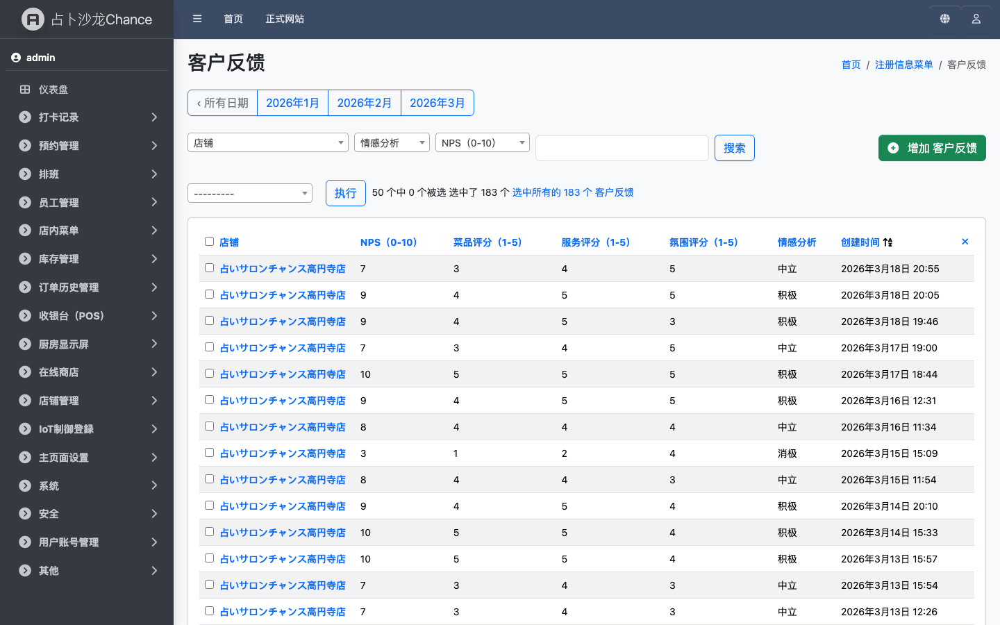 占卜沙龙Chance
首页
正式网站
admin
仪表盘
打卡记录
预约管理
排班
员工管理
店内菜单
库存管理
订单历史管理
收银台（POS）
厨房显示屏
在线商店
店铺管理
IoT制御登録
主页面设置
系统
安全
用户账号管理
其他
客户反馈
首页 / 注册信息菜单 / 客户反馈
‹ 所有日期 2026年1月 2026年2月 2026年3月
店铺 情感分析 NPS（0-10） 搜索 增加 客户反馈
--------- 执行 50 个中 0 个被选 选中了 183 个 选中所有的 183 个 客户反馈
店铺 NPS（0-10） 菜品评分（1-5） 服务评分（1-5） 氛围评分（1-5） 情感分析 创建时间
占いサロンチャンス高円寺店 7 3 4 5 中立 2026年3月18日 20:55
占いサロンチャンス高円寺店 9 4 5 5 积极 2026年3月18日 20:05
占いサロンチャンス高円寺店 9 4 5 3 积极 2026年3月18日 19:46
占いサロンチャンス高円寺店 7 3 4 5 中立 2026年3月17日 19:00
占いサロンチャンス高円寺店 10 5 5 5 积极 2026年3月17日 18:44
占いサロンチャンス高円寺店 9 4 5 5 积极 2026年3月16日 12:31
占いサロンチャンス高円寺店 8 4 4 4 中立 2026年3月16日 11:34
占いサロンチャンス高円寺店 3 1 2 4 消极 2026年3月15日 15:09
占いサロンチャンス高円寺店 8 4 4 3 中立 2026年3月15日 11:54
占いサロンチャンス高円寺店 9 4 5 4 积极 2026年3月14日 20:10
占いサロンチャンス高円寺店 10 5 5 4 积极 2026年3月14日 15:33
占いサロンチャンス高円寺店 10 5 5 4 积极 2026年3月13日 15:57
占いサロンチャンス高円寺店 7 3 4 3 中立 2026年3月13日 15:54
占いサロンチャンス高円寺店 7 3 4 3 中立 2026年3月13日 12:26